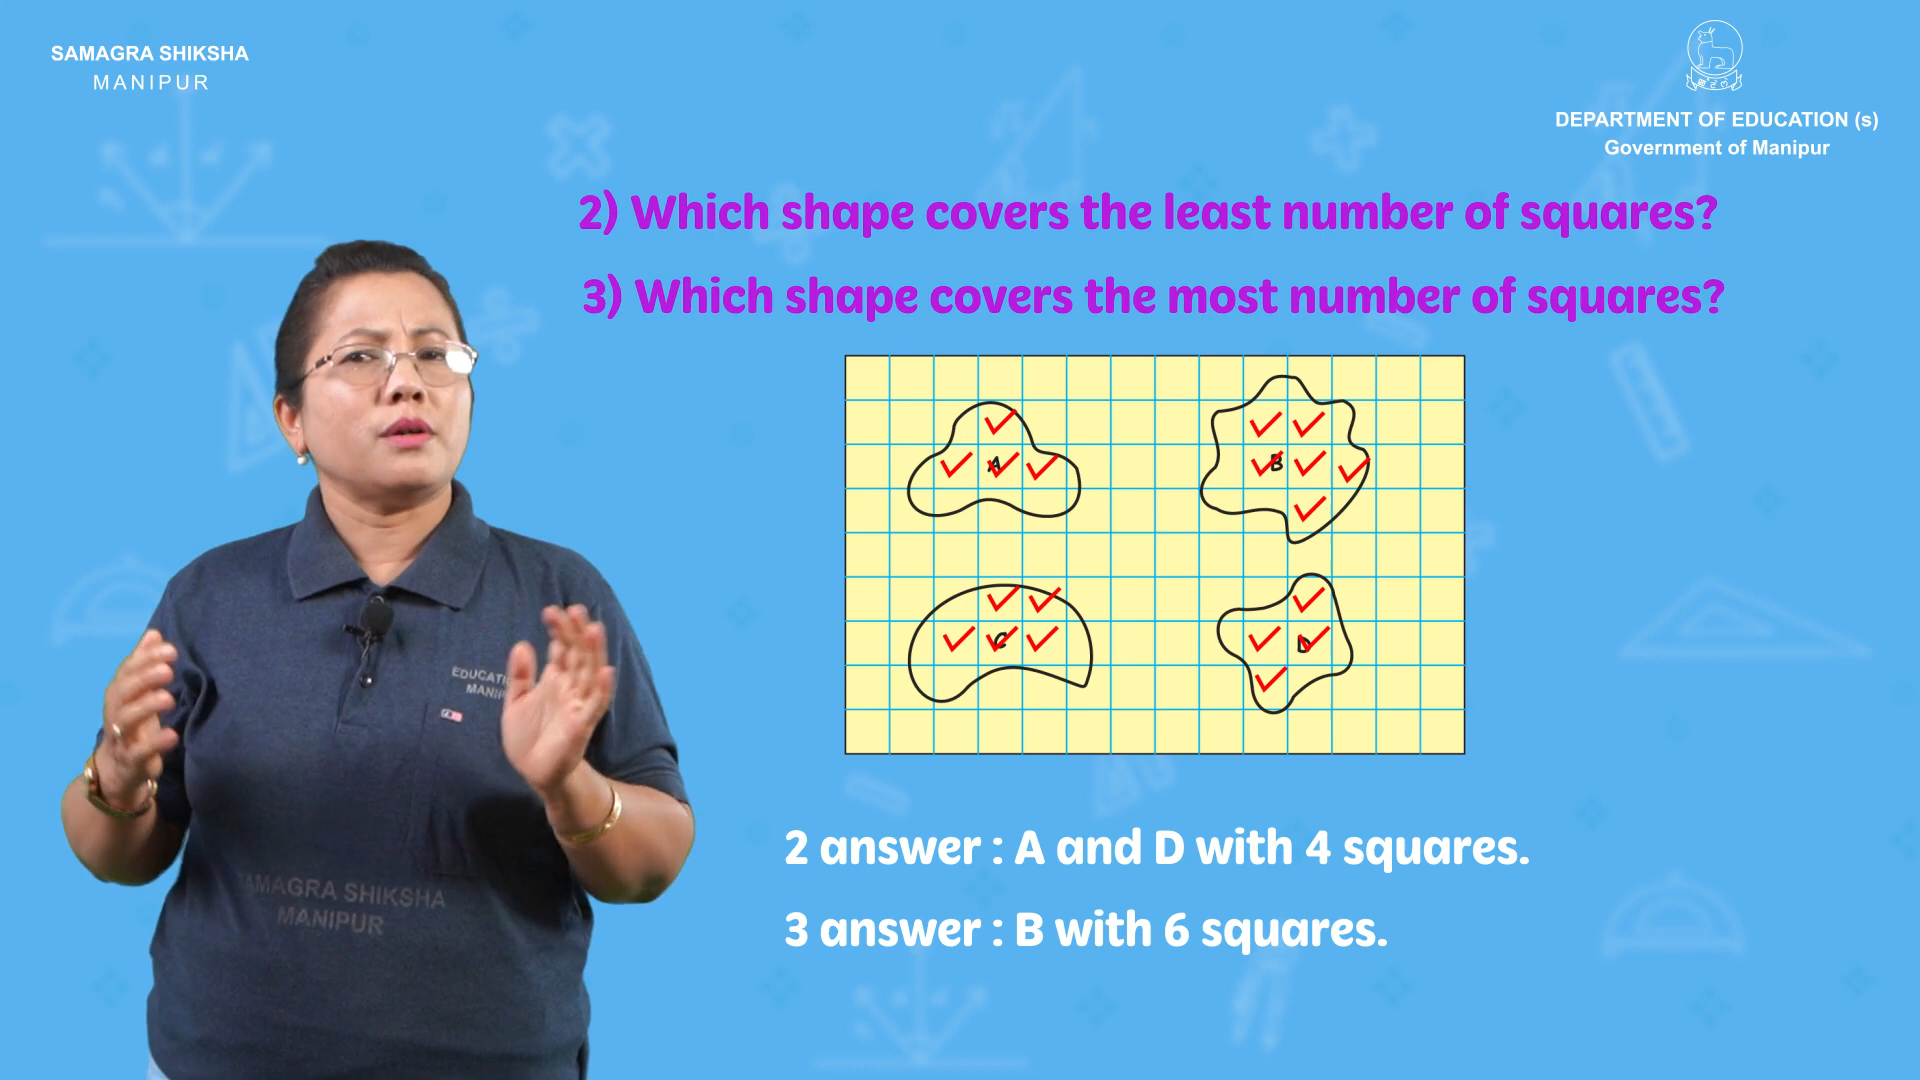 SAMAGRA SHIKSHA
MANIPUR
DEPARTMENT OF EDUCATION (s)
Government of Manipur
2) Which shape covers the least number of squares?
3) Which shape covers the most number of squares?
A
B
C
D
MANIPUR
SAMAGRA SHIKSHA
MANIPUR
2 answer : A and D with 4 squares.
3 answer : B with 6 squares.